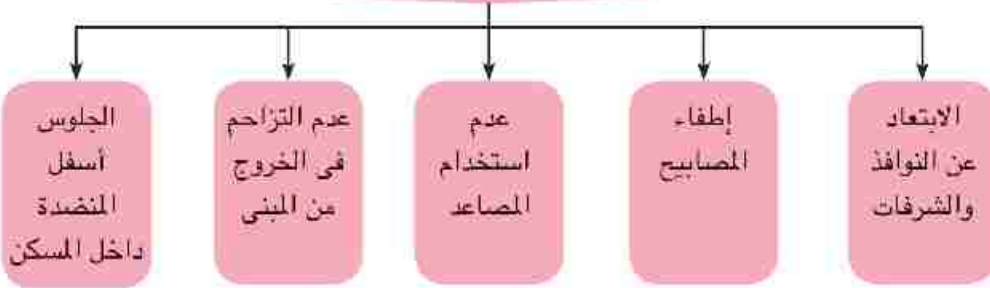 الابتعاد
عن النوافذ
والشرفات
إطفاء
المصابيح
عدم
استخدام
المصاعد
عدم التزاحم
فى الخروج
من المبنى
الجلوس
أسفل
المنضدة
داخل المسكن